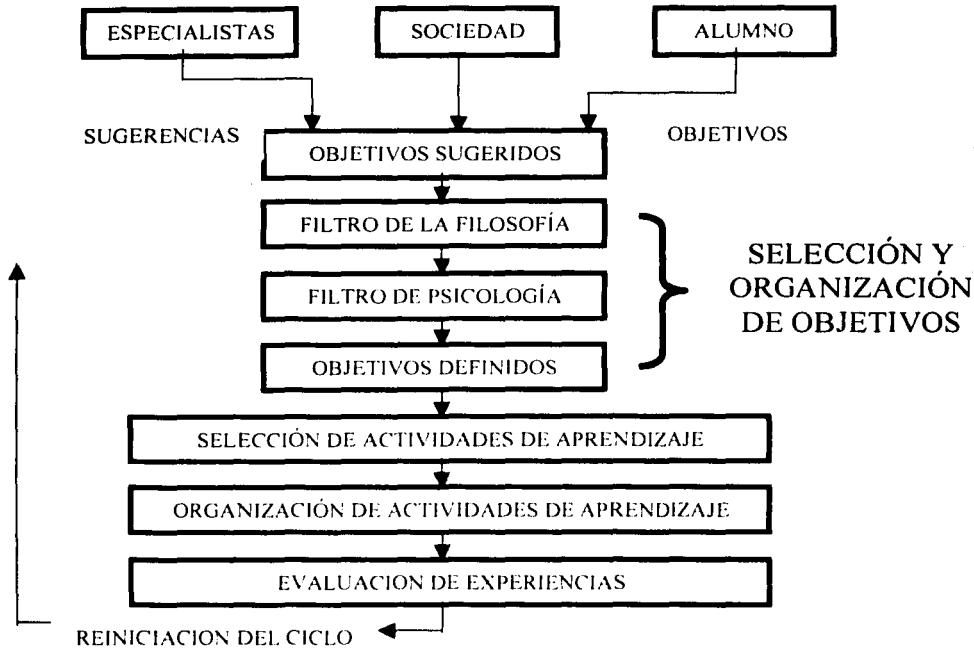 ESPECIALISTAS
SOCIEDAD
ALUMNO
SUGERENCIAS
OBJETIVOS
OBJETIVOS SUGERIDOS
FILTRO DE LA FILOSOFÍA
FILTRO DE PSICOLOGÍA
OBJETIVOS DEFINIDOS
SELECCIÓN Y
ORGANIZACIÓN
DE OBJETIVOS
SELECCIÓN DE ACTIVIDADES DE APRENDIZAJE
ORGANIZACIÓN DE ACTIVIDADES DE APRENDIZAJE
EVALUACION DE EXPERIENCIAS
REINICIACION DEL CICLO